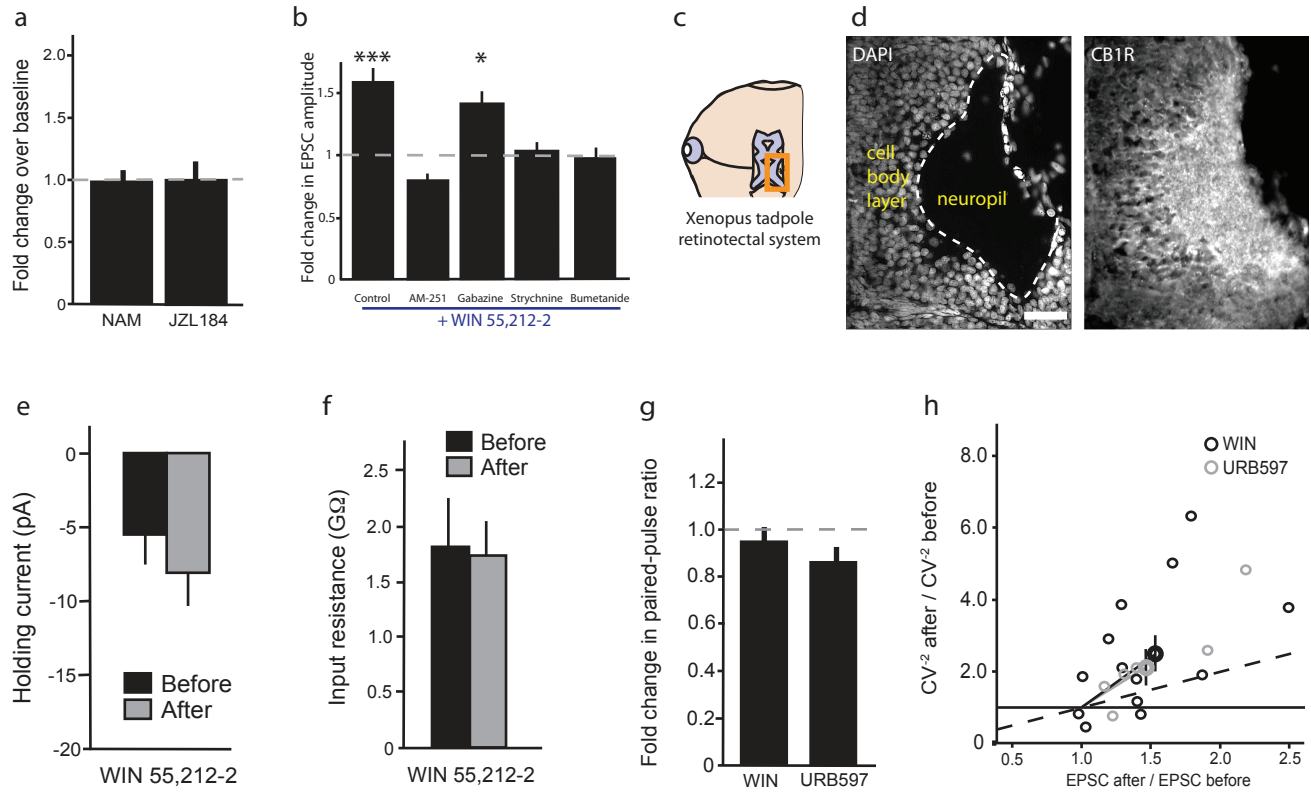 a
Fold change over baseline
2.0
1.5
1.0
0.5
0
NAM JZL184
b
Fold change in EPSC amplitude
*** *
1.5
1
0.5
0
Control AM-251 Gabazine Strychnine Bumetanide
+ WIN 55,212-2
c
Xenopus tadpole
retinotectal system
d
DAPI
cell
body
layer
neuropil
CB1R
e
Holding current (pA)
0
-5
-10
-15
-20
Before
After
WIN 55,212-2
f
Input resistance (GΩ)
Before
After
2.5
2.0
1.5
1.0
0.5
0
WIN 55,212-2
g
Fold change in paired-pulse ratio
1.2
1.0
0.8
0.6
0.4
0.2
0
WIN URB597
h
CV⁻² after / CV⁻² before
WIN
URB597
8.0
6.0
4.0
2.0
0
0.5 1.0 1.5 2.0 2.5
EPSC after / EPSC before